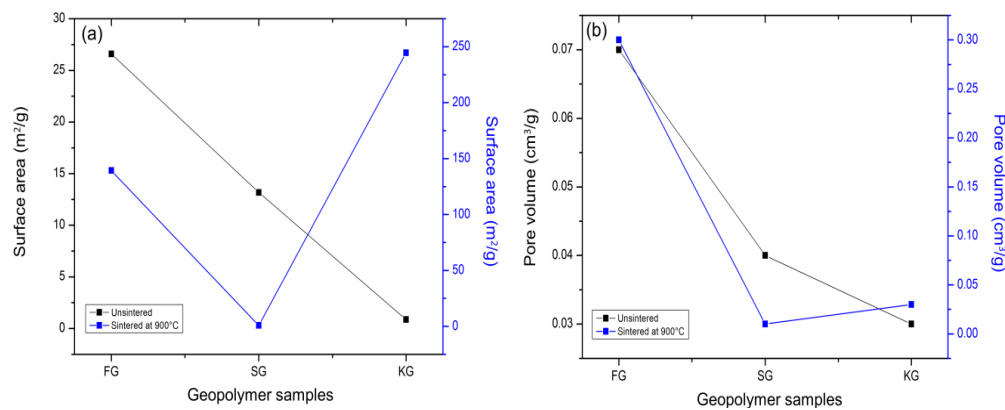 (a)
30
25
20
15
10
5
0
Surface area (m²/g)
250
200
150
100
50
0
Surface area (m²/g)
Unsintered
Sintered at 900°C
FG SG KG
Geopolymer samples
(b)
0.07
0.06
0.05
0.04
0.03
Pore volume (cm³/g)
0.30
0.25
0.20
0.15
0.10
0.05
0.00
Pore volume (cm³/g)
Unsintered
Sintered at 900°C
FG SG KG
Geopolymer samples